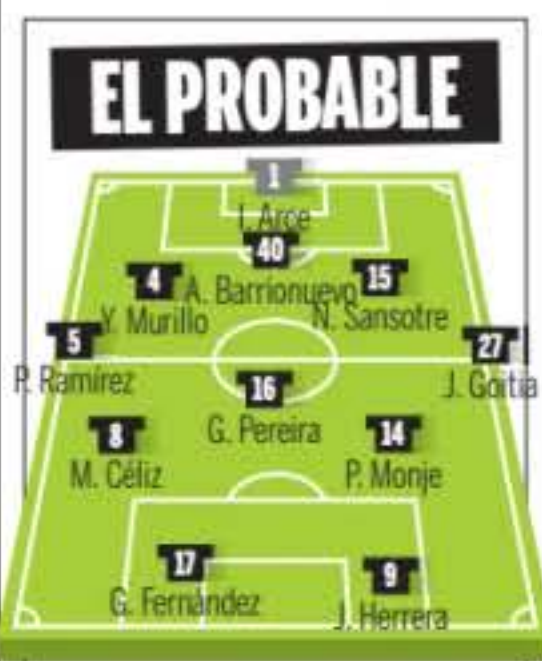 EL PROBABLE
1
I. Arce
40
A. Barrionuevo
4
Y. Murillo
15
N. Sansotre
5
P. Ramírez
27
J. Goitia
16
G. Pereira
8
M. Céliz
14
P. Monje
17
G. Fernández
9
J. Herrera